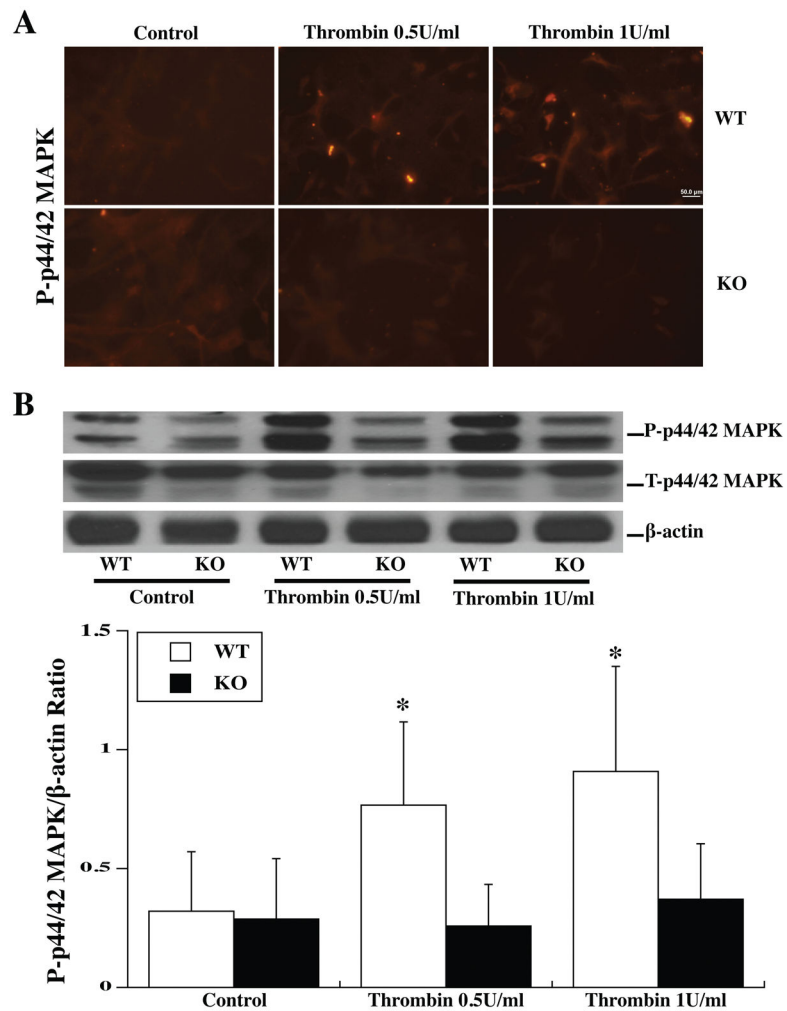 A
Control Thrombin 0.5U/ml Thrombin 1U/ml
P-p44/42 MAPK
WT
50.0 μm
KO
B
P-p44/42 MAPK
T-p44/42 MAPK
β-actin
WT KO WT KO WT KO
Control Thrombin 0.5U/ml Thrombin 1U/ml
P-p44/42 MAPK/β-actin Ratio
1.5
1
0.5
0
WT
KO
*
*
Control Thrombin 0.5U/ml Thrombin 1U/ml